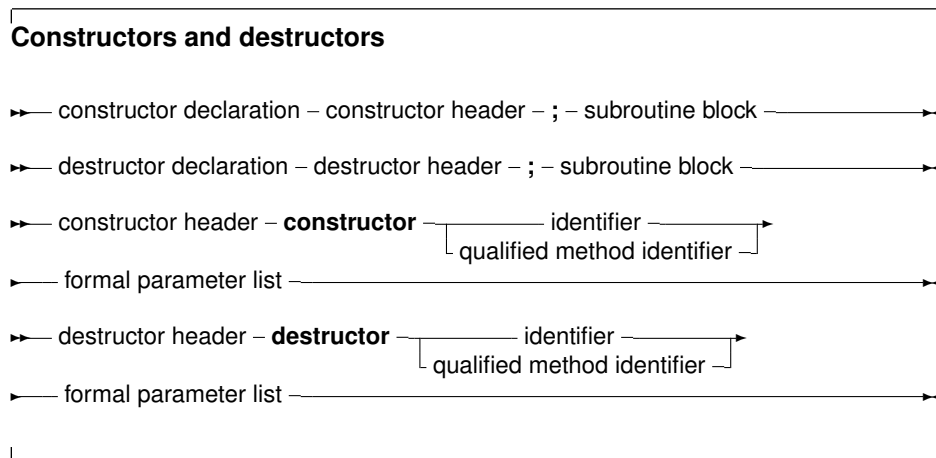 Constructors and destructors
constructor declaration – constructor header – ; – subroutine block
destructor declaration – destructor header – ; – subroutine block
constructor header – constructor – identifier
qualified method identifier
formal parameter list
destructor header – destructor – identifier
qualified method identifier
formal parameter list